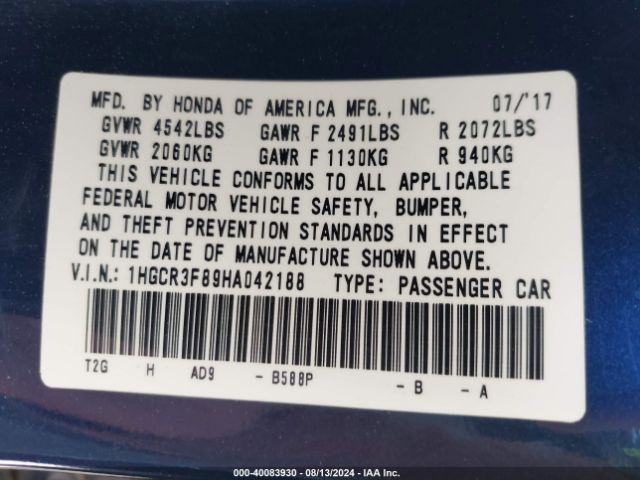 MFD. BY HONDA OF AMERICA MFG., INC. 07/'17
GVWR 4542LBS GAWR F 2491LBS R 2072LBS
GVWR 2060KG GAWR F 1130KG R 940KG
THIS VEHICLE CONFORMS TO ALL APPLICABLE
FEDERAL MOTOR VEHICLE SAFETY, BUMPER,
AND THEFT PREVENTION STANDARDS IN EFFECT
ON THE DATE OF MANUFACTURE SHOWN ABOVE.
V.I.N.: 1HGCR3F89HA042188 TYPE: PASSENGER CAR
T2G H AD9 - B588P - B - A
000-40083930 - 08/13/2024 - IAA Inc.